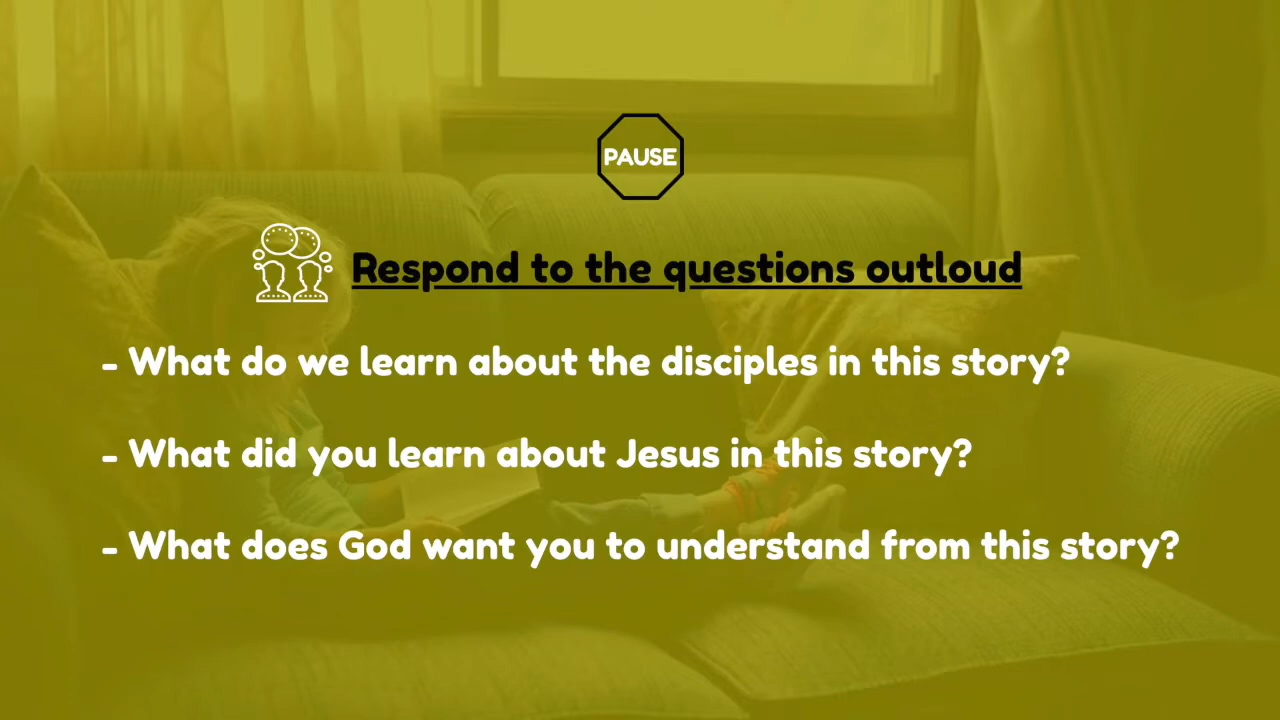 PAUSE
Respond to the questions outloud
- What do we learn about the disciples in this story?
- What did you learn about Jesus in this story?
- What does God want you to understand from this story?